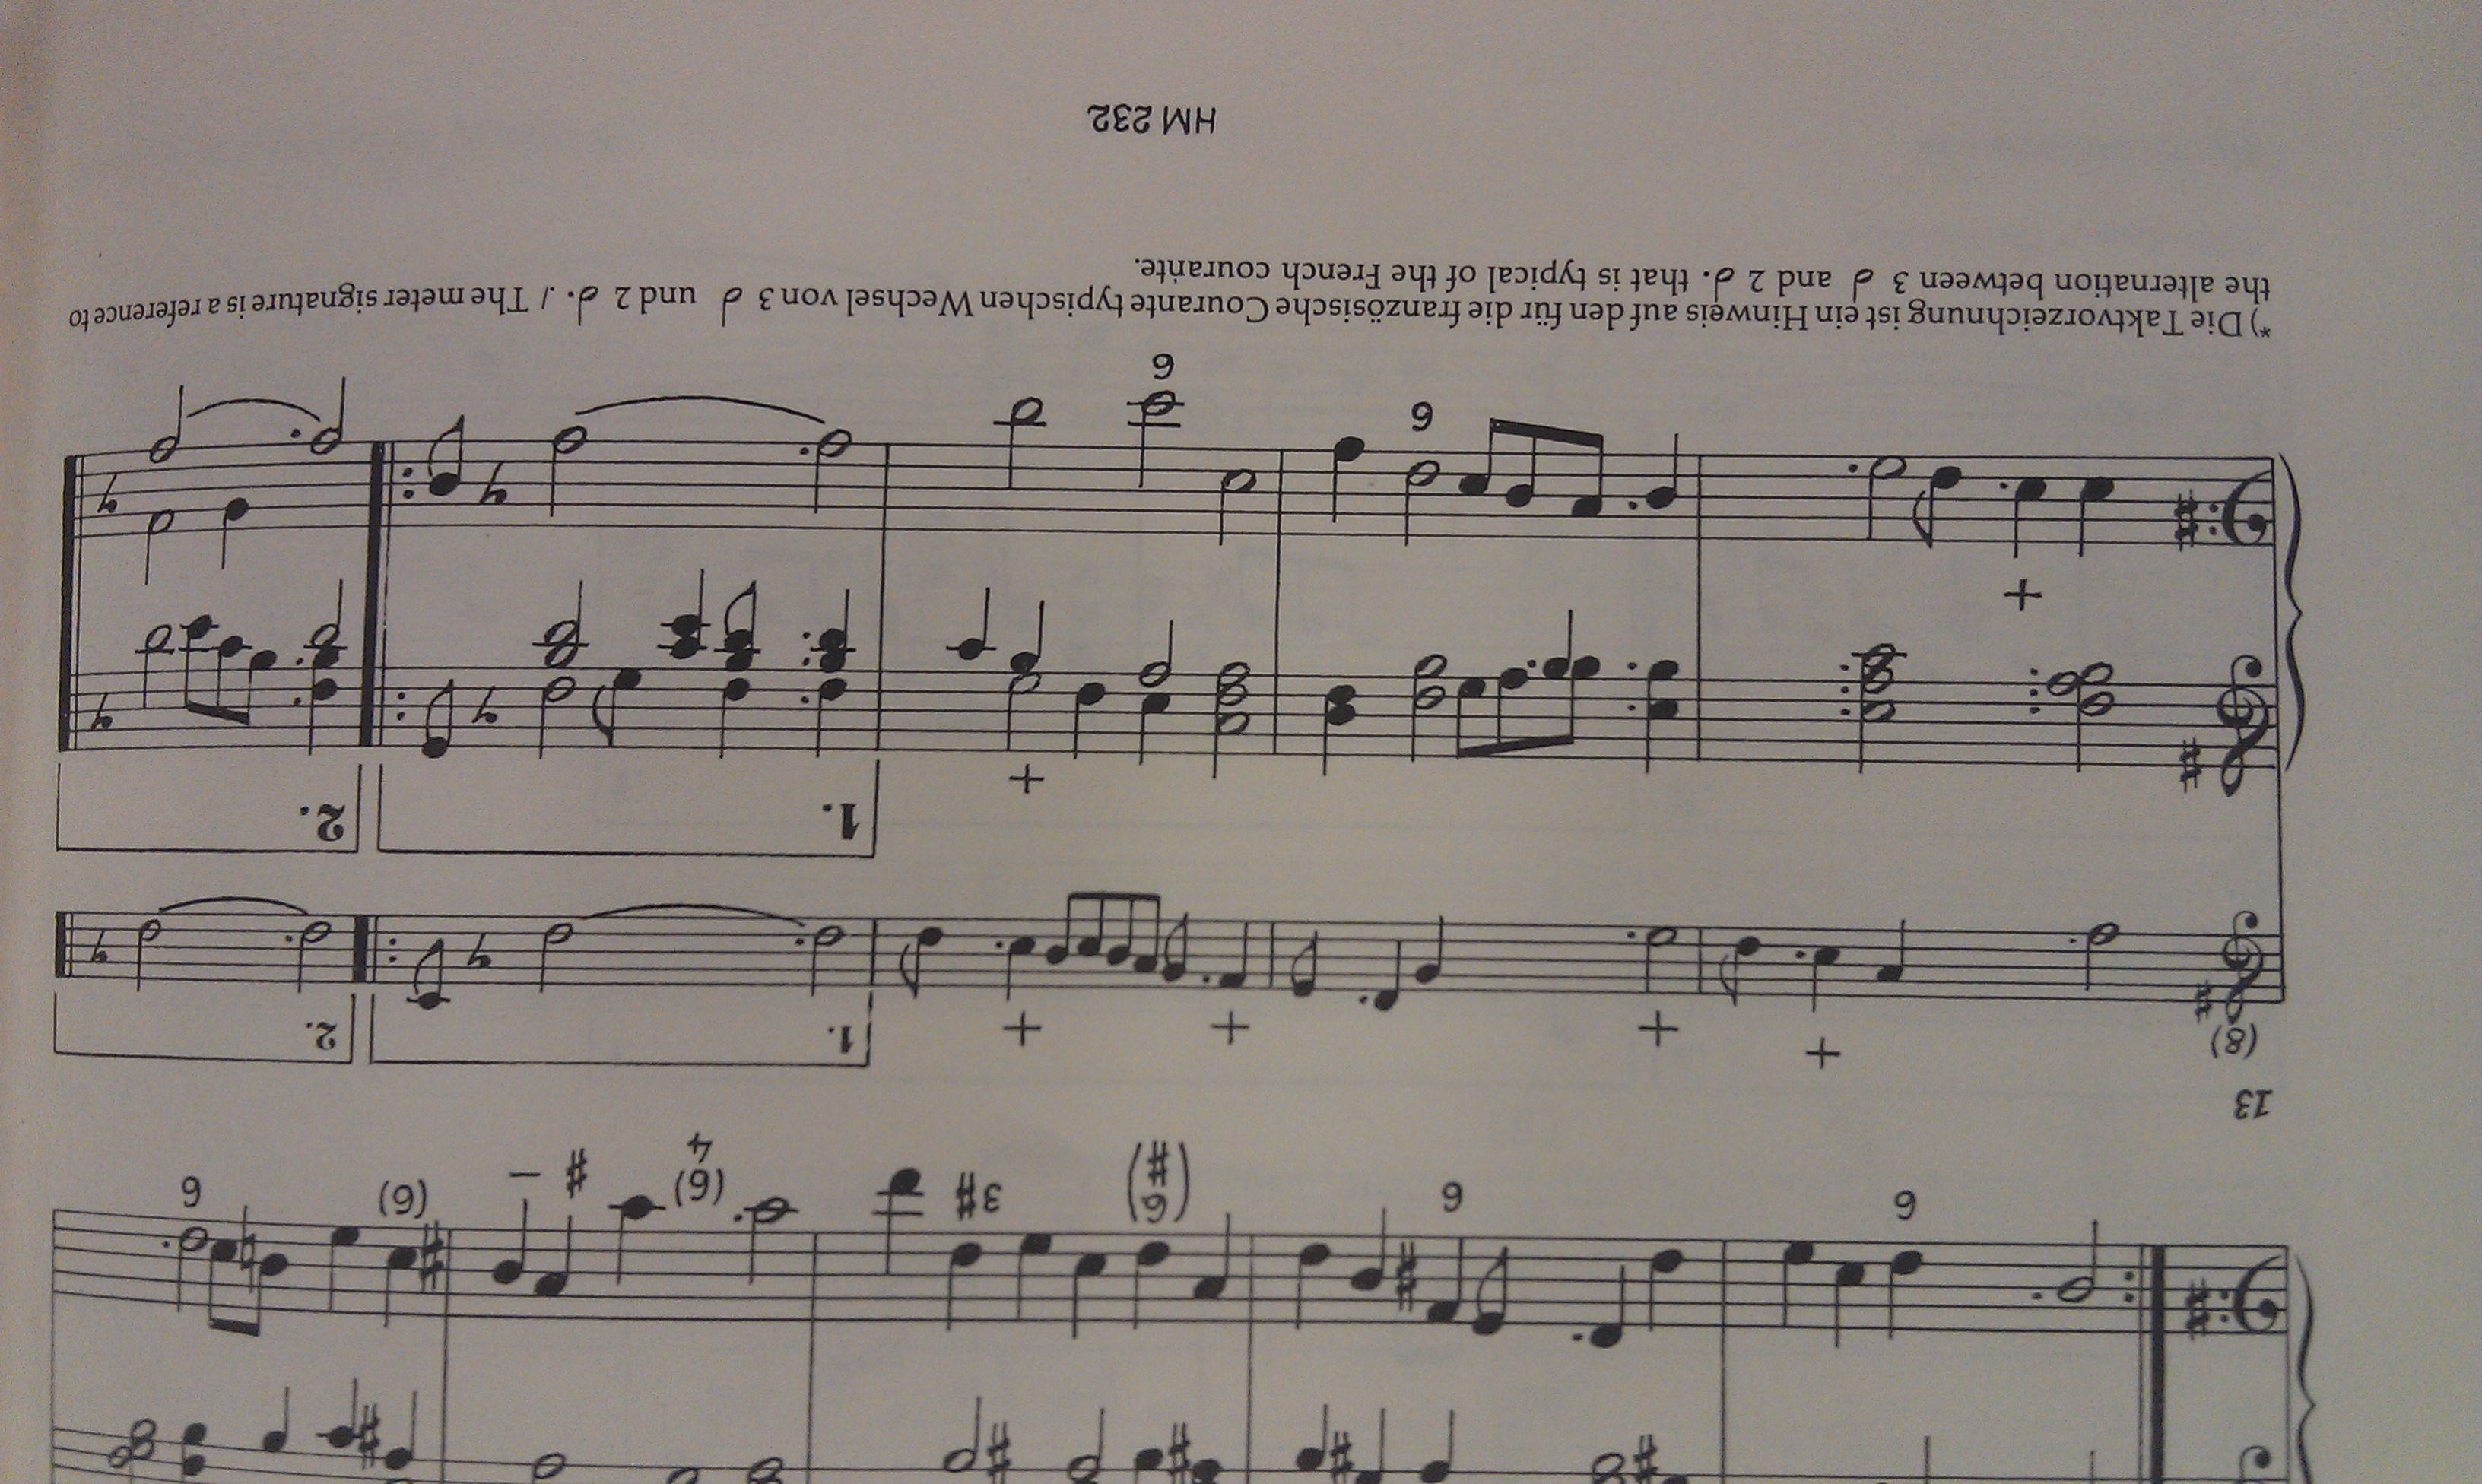 6 6 (6
#) 3# (6)
4 # – (6) 6
13
(8)
+ + + +
1. 2.
1. 2.
+
+
6 6
*) Die Taktvorzeichnung ist ein Hinweis auf den für die französische Courante typischen Wechsel von 3 𝅗𝅥 und 2 𝅗𝅥. ./ The meter signature is a reference to
the alternation between 3 𝅗𝅥 and 2 𝅗𝅥. that is typical of the French courante.
HM 232